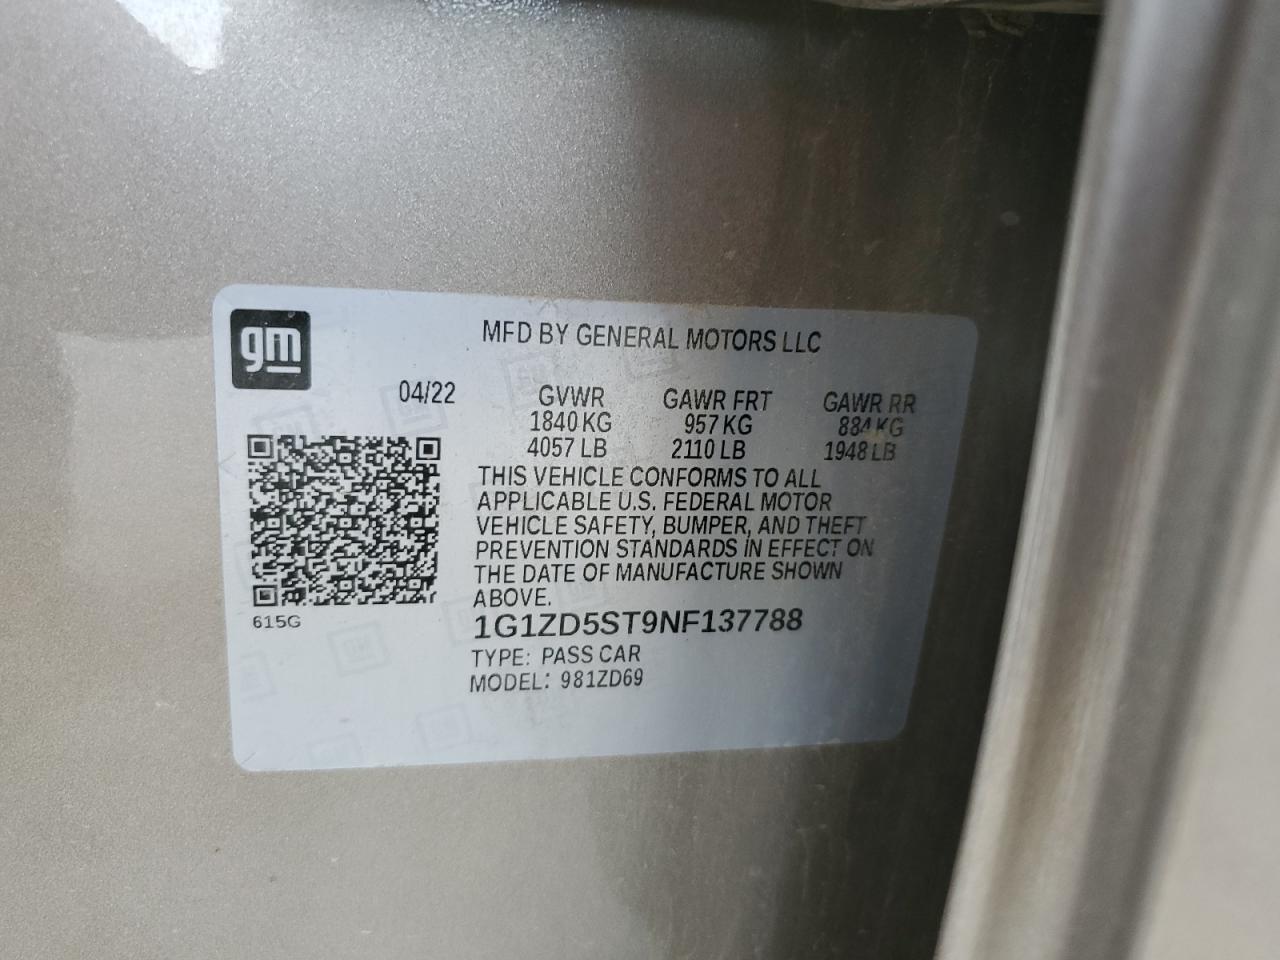 gm
MFD BY GENERAL MOTORS LLC
04/22 GVWR GAWR FRT GAWR RR
1840 KG 957 KG 884 KG
4057 LB 2110 LB 1948 LB
THIS VEHICLE CONFORMS TO ALL
APPLICABLE U.S. FEDERAL MOTOR
VEHICLE SAFETY, BUMPER, AND THEFT
PREVENTION STANDARDS IN EFFECT ON
THE DATE OF MANUFACTURE SHOWN
ABOVE.
615G
1G1ZD5ST9NF137788
TYPE: PASS CAR
MODEL: 981ZD69